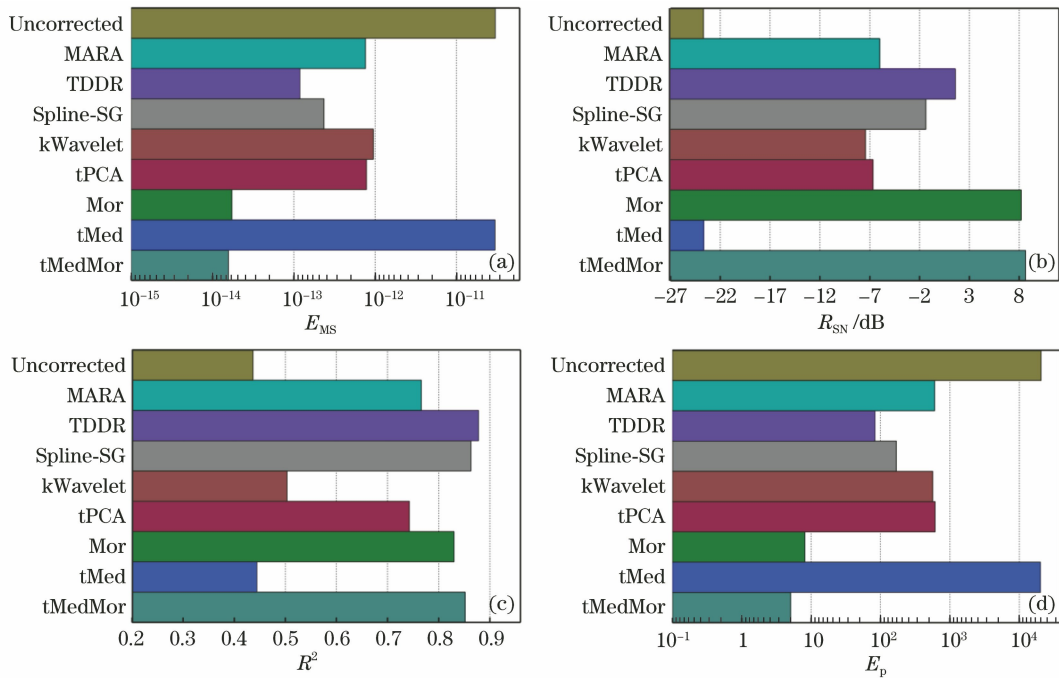 Uncorrected
MARA
TDDR
Spline-SG
kWavelet
tPCA
Mor
tMed
tMedMor
(a)
10⁻¹⁵ 10⁻¹⁴ 10⁻¹³ 10⁻¹² 10⁻¹¹
E_MS
Uncorrected
MARA
TDDR
Spline-SG
kWavelet
tPCA
Mor
tMed
tMedMor
(b)
−27 −22 −17 −12 −7 −2 3 8
R_SN /dB
Uncorrected
MARA
TDDR
Spline-SG
kWavelet
tPCA
Mor
tMed
tMedMor
(c)
0.2 0.3 0.4 0.5 0.6 0.7 0.8 0.9
R²
Uncorrected
MARA
TDDR
Spline-SG
kWavelet
tPCA
Mor
tMed
tMedMor
(d)
10⁻¹ 1 10 10² 10³ 10⁴
E_p